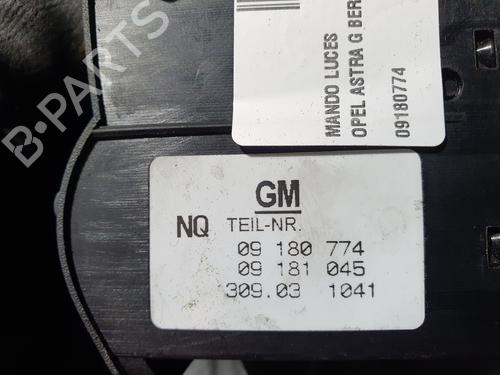 MANDO LUCES
OPEL ASTRA G BER
09180774
B-PARTS
GM
NQ TEIL-NR.
09 180 774
09 181 045
309.03 1041